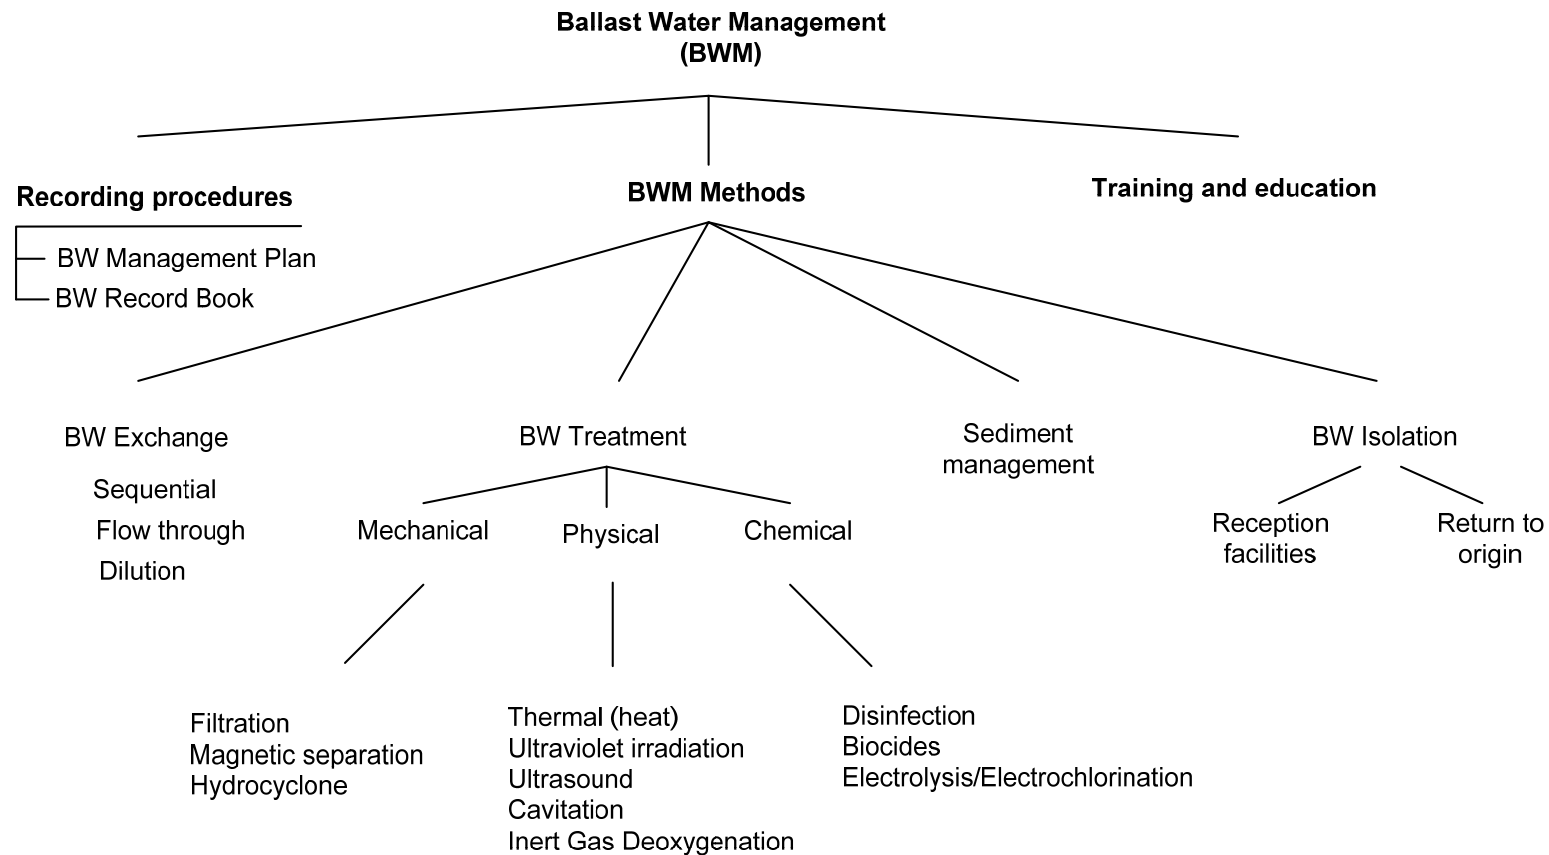 Ballast Water Management
(BWM)
Recording procedures
BW Management Plan
BW Record Book
BWM Methods
Training and education
BW Exchange
Sequential
Flow through
Dilution
BW Treatment
Mechanical
Physical
Chemical
Filtration
Magnetic separation
Hydrocyclone
Thermal (heat)
Ultraviolet irradiation
Ultrasound
Cavitation
Inert Gas Deoxygenation
Disinfection
Biocides
Electrolysis/Electrochlorination
Sediment
management
BW Isolation
Reception
facilities
Return to
origin